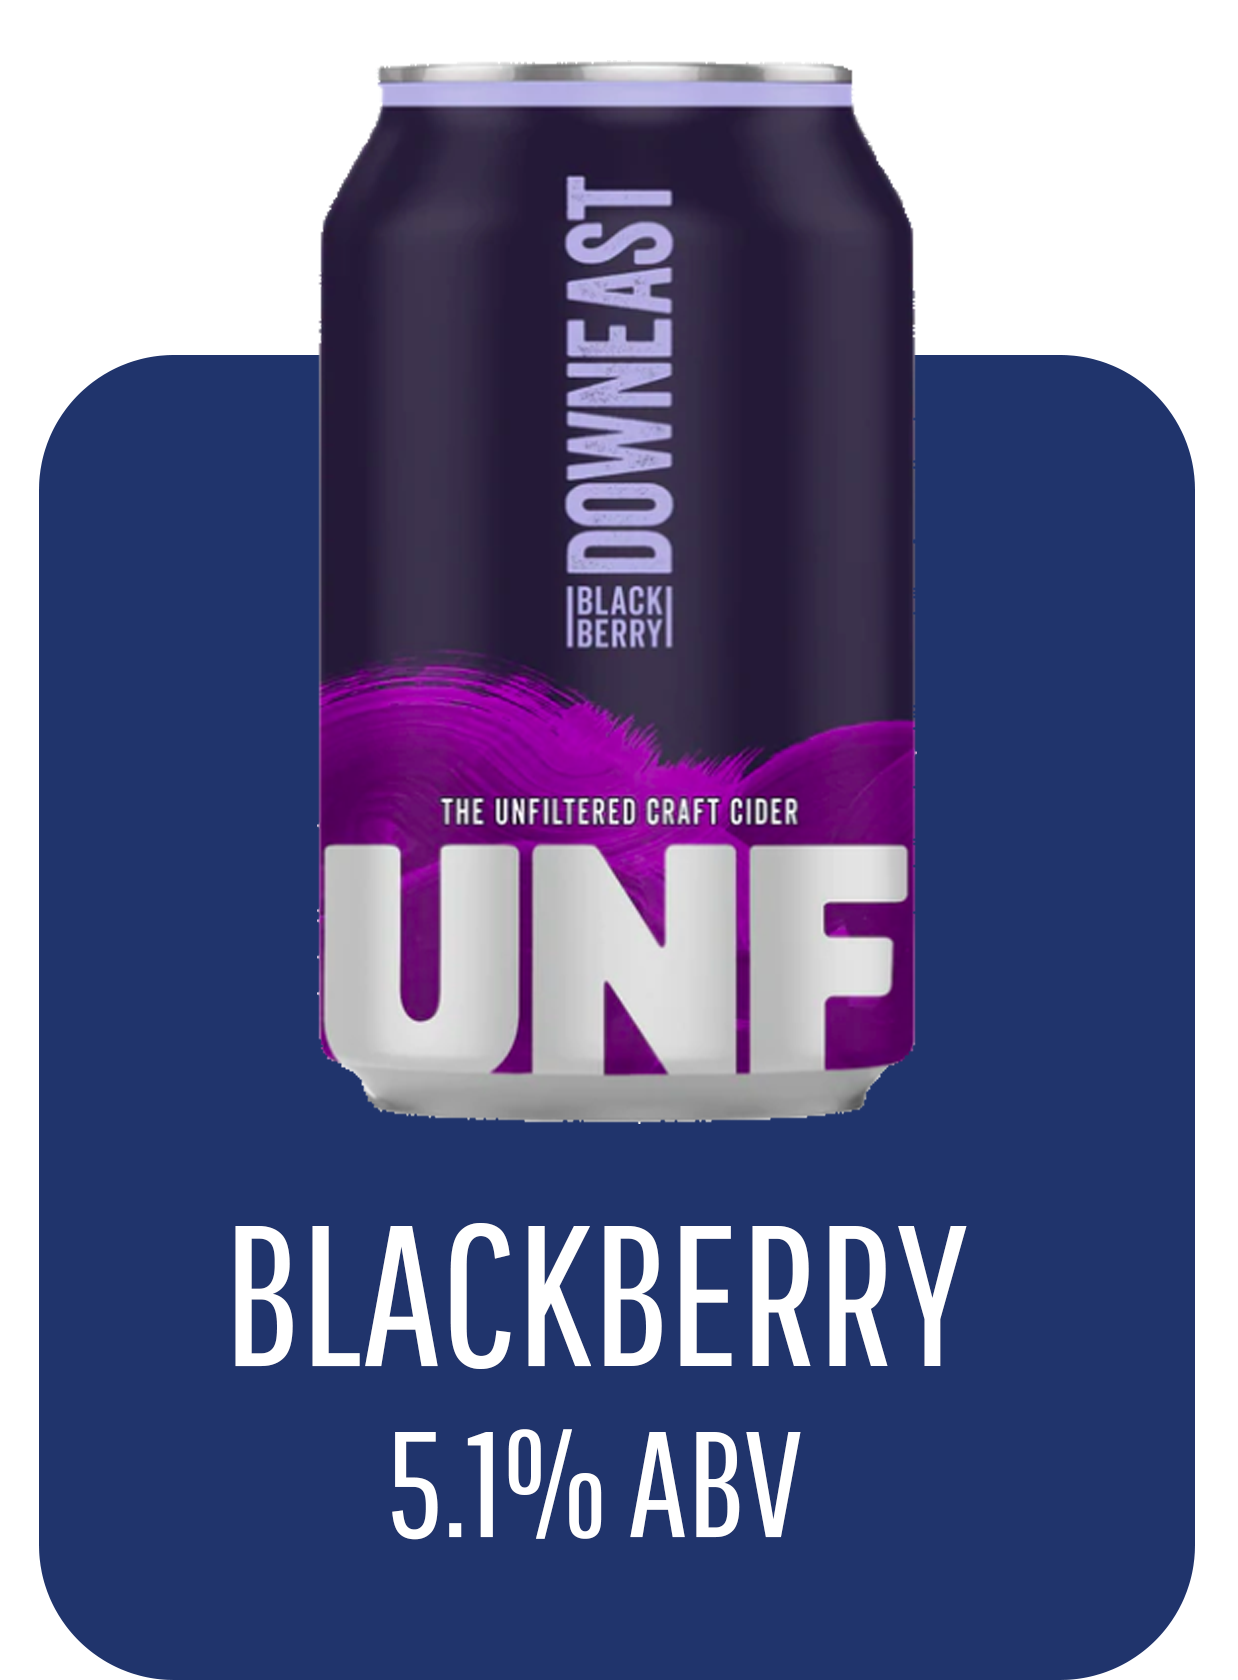 DOWNEAST
BLACK
BERRY
THE UNFILTERED CRAFT CIDER
UNF
BLACKBERRY
5.1% ABV